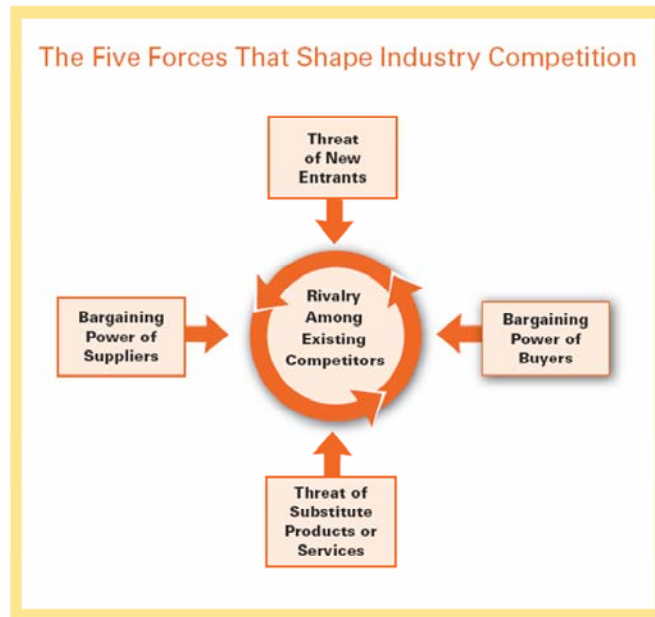 The Five Forces That Shape Industry Competition
Threat
of New
Entrants
Bargaining
Power of
Suppliers
Rivalry
Among
Existing
Competitors
Bargaining
Power of
Buyers
Threat of
Substitute
Products or
Services